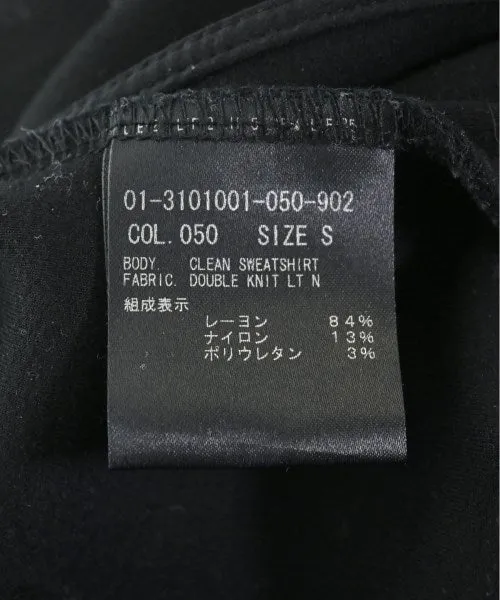 01-3101001-050-902
COL. 050 SIZE S
BODY. CLEAN SWEATSHIRT
FABRIC. DOUBLE KNIT LT N
組成表示
レーヨン 84%
ナイロン 13%
ポリウレタン 3%